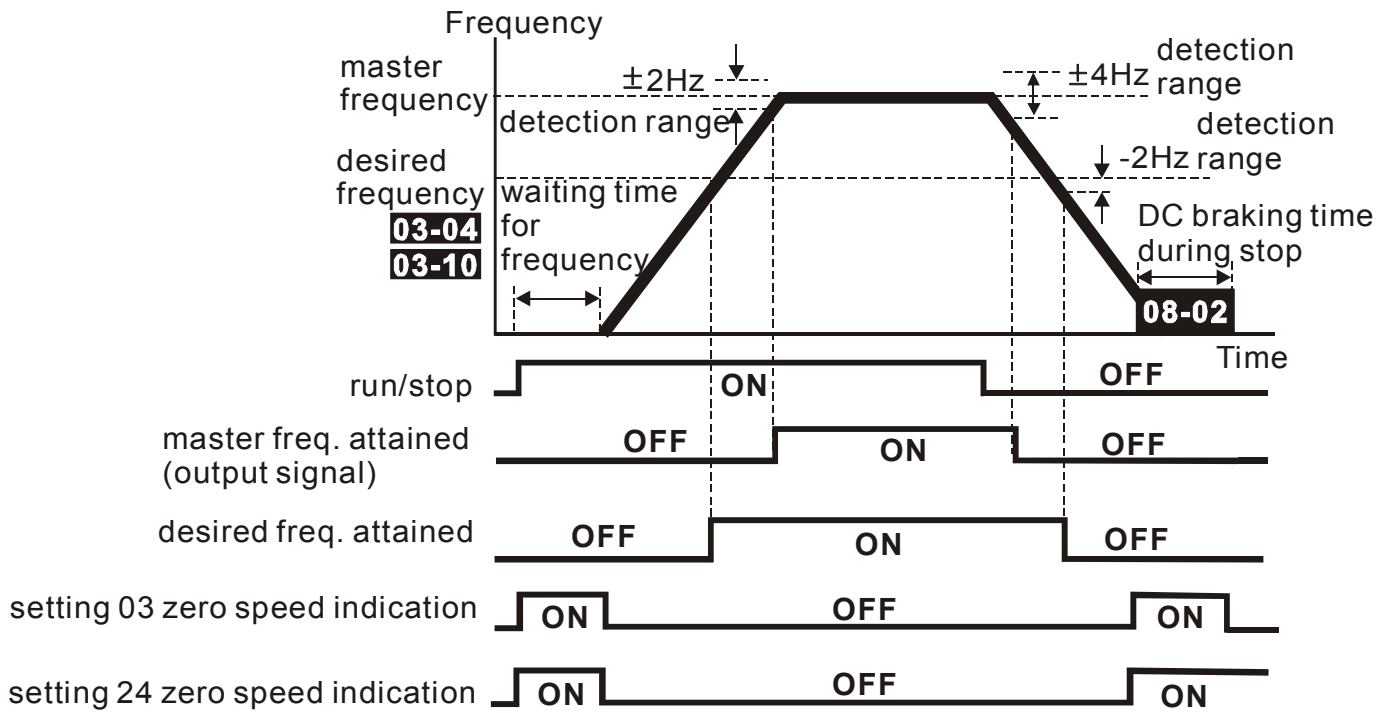 Frequency
master
frequency
±2Hz
detection range
detection
±4Hz range
detection
-2Hz range
desired
frequency
03-04
03-10
waiting time
for
frequency
DC braking time
during stop
08-02
Time
run/stop
ON
OFF
master freq. attained
(output signal)
OFF
ON
OFF
desired freq. attained
OFF
ON
OFF
setting 03 zero speed indication
ON
OFF
ON
setting 24 zero speed indication
ON
OFF
ON